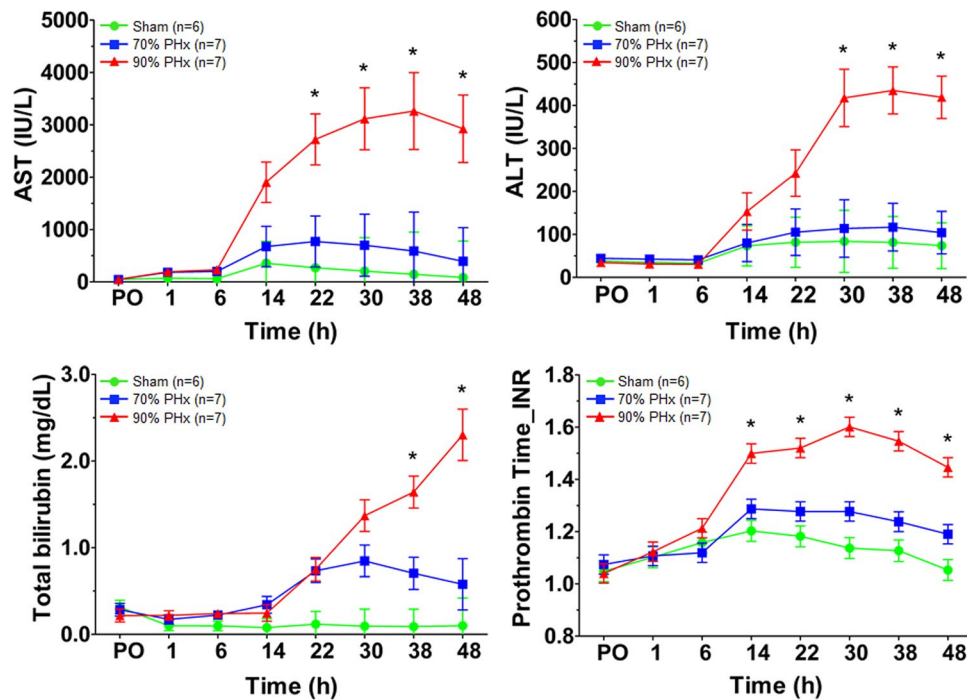 5000
4000
3000
2000
1000
0
AST (IU/L)
Sham (n=6)
70% PHx (n=7)
90% PHx (n=7)
* * * *
PO 1 6 14 22 30 38 48
Time (h)
600
500
400
300
200
100
0
ALT (IU/L)
Sham (n=6)
70% PHx (n=7)
90% PHx (n=7)
* * *
PO 1 6 14 22 30 38 48
Time (h)
3.0
2.0
1.0
0.0
Total bilirubin (mg/dL)
Sham (n=6)
70% PHx (n=7)
90% PHx (n=7)
* *
PO 1 6 14 22 30 38 48
Time (h)
1.8
1.6
1.4
1.2
1.0
0.8
Prothrombin Time_INR
Sham (n=6)
70% PHx (n=7)
90% PHx (n=7)
* * * * *
PO 1 6 14 22 30 38 48
Time (h)